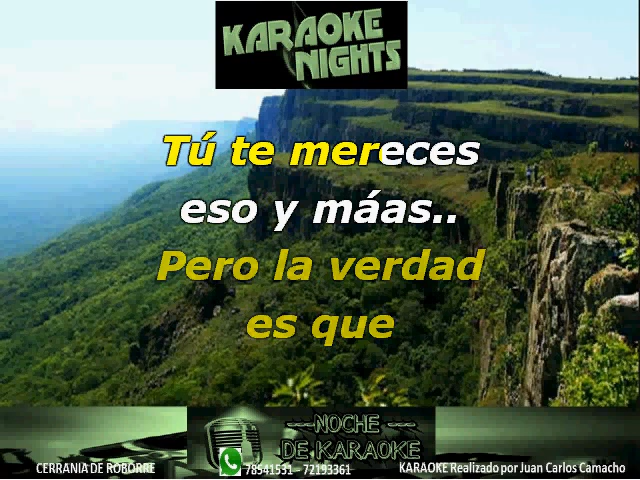 KARAOKE
NIGHTS
Tú te mereces
eso y máas..
Pero la verdad
es que
---NOCHE---
DE KARAOKE
CERRANIA DE ROBORRE
78541531 - 72193361
KARAOKE Realizado por Juan Carlos Camacho